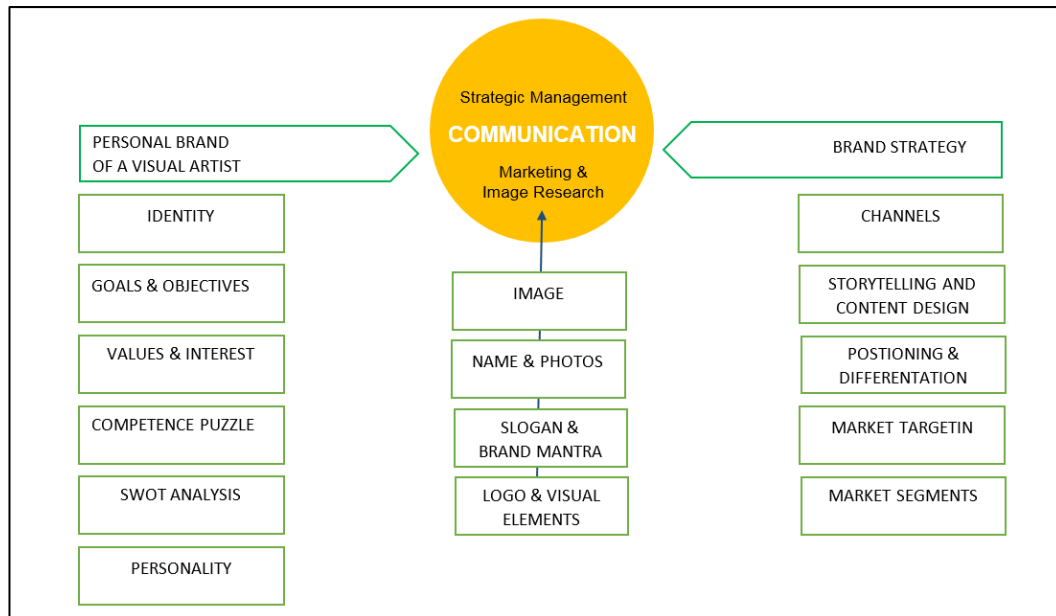 Strategic Management
COMMUNICATION
Marketing &
Image Research
PERSONAL BRAND
OF A VISUAL ARTIST
IDENTITY
GOALS & OBJECTIVES
VALUES & INTEREST
COMPETENCE PUZZLE
SWOT ANALYSIS
PERSONALITY
IMAGE
NAME & PHOTOS
SLOGAN &
BRAND MANTRA
LOGO & VISUAL
ELEMENTS
BRAND STRATEGY
CHANNELS
STORYTELLING AND
CONTENT DESIGN
POSTIONING &
DIFFERENTATION
MARKET TARGETIN
MARKET SEGMENTS